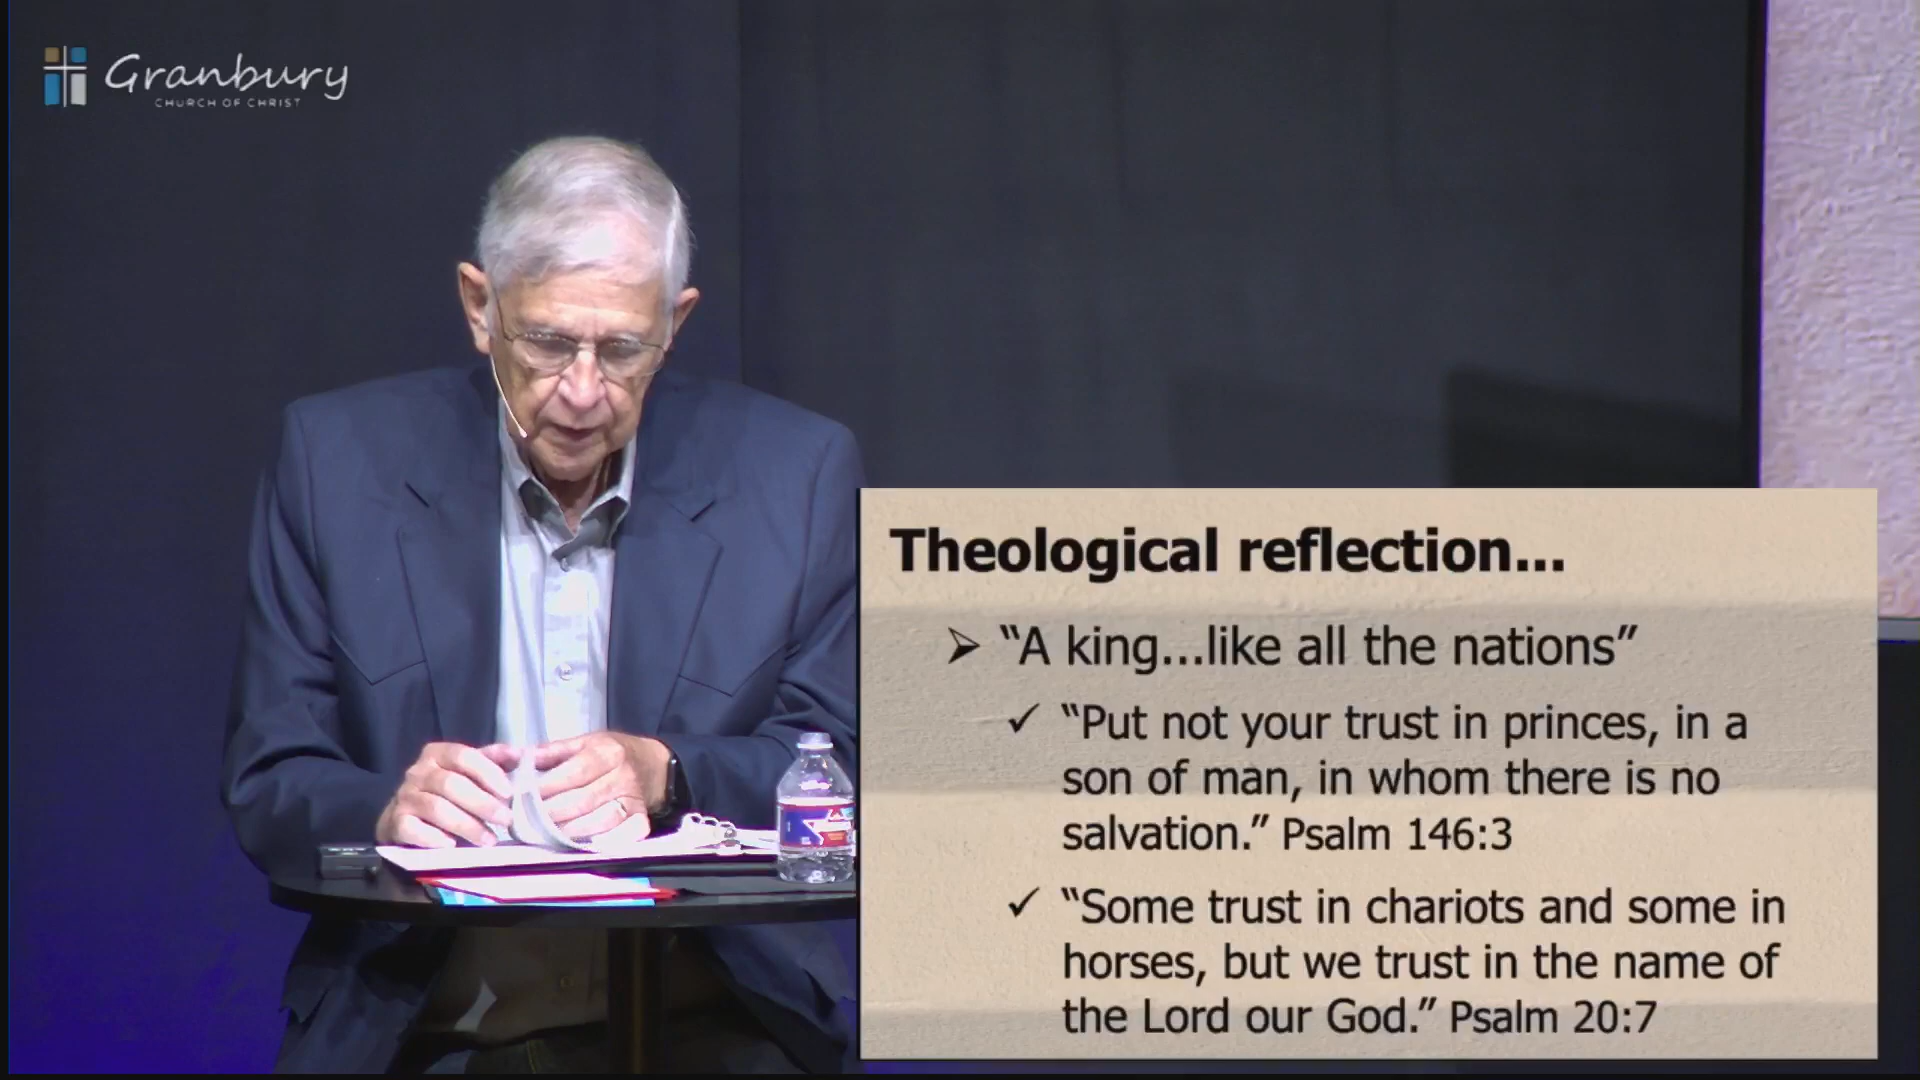 Granbury
CHURCH OF CHRIST
Theological reflection...
➢ “A king...like all the nations”
✓ “Put not your trust in princes, in a
son of man, in whom there is no
salvation.” Psalm 146:3
✓ “Some trust in chariots and some in
horses, but we trust in the name of
the Lord our God.” Psalm 20:7